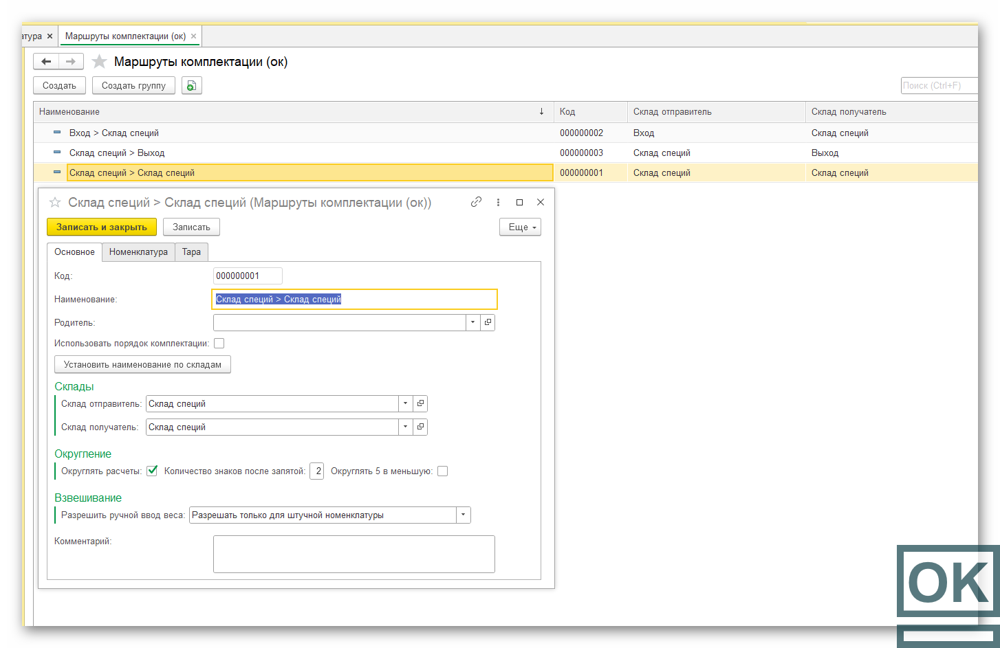 атура × Маршруты комплектации (ок) ×
Маршруты комплектации (ок)
Создать Создать группу Поиск (Ctrl+F)
Наименование ↓ Код Склад отправитель Склад получатель
Вход > Склад специй 000000002 Вход Склад специй
Склад специй > Выход 000000003 Склад специй Выход
Склад специй > Склад специй 000000001 Склад специй Склад специй
Склад специй > Склад специй (Маршруты комплектации (ок))
Записать и закрыть Записать Еще
Основное Номенклатура Тара
Код: 000000001
Наименование: Склад специй > Склад специй
Родитель:
Использовать порядок комплектации:
Установить наименование по складам
Склады
Склад отправитель: Склад специй
Склад получатель: Склад специй
Округление
Округлять расчеты: Количество знаков после запятой: 2 Округлять 5 в меньшую:
Взвешивание
Разрешить ручной ввод веса: Разрешать только для штучной номенклатуры
Комментарий:
ОК